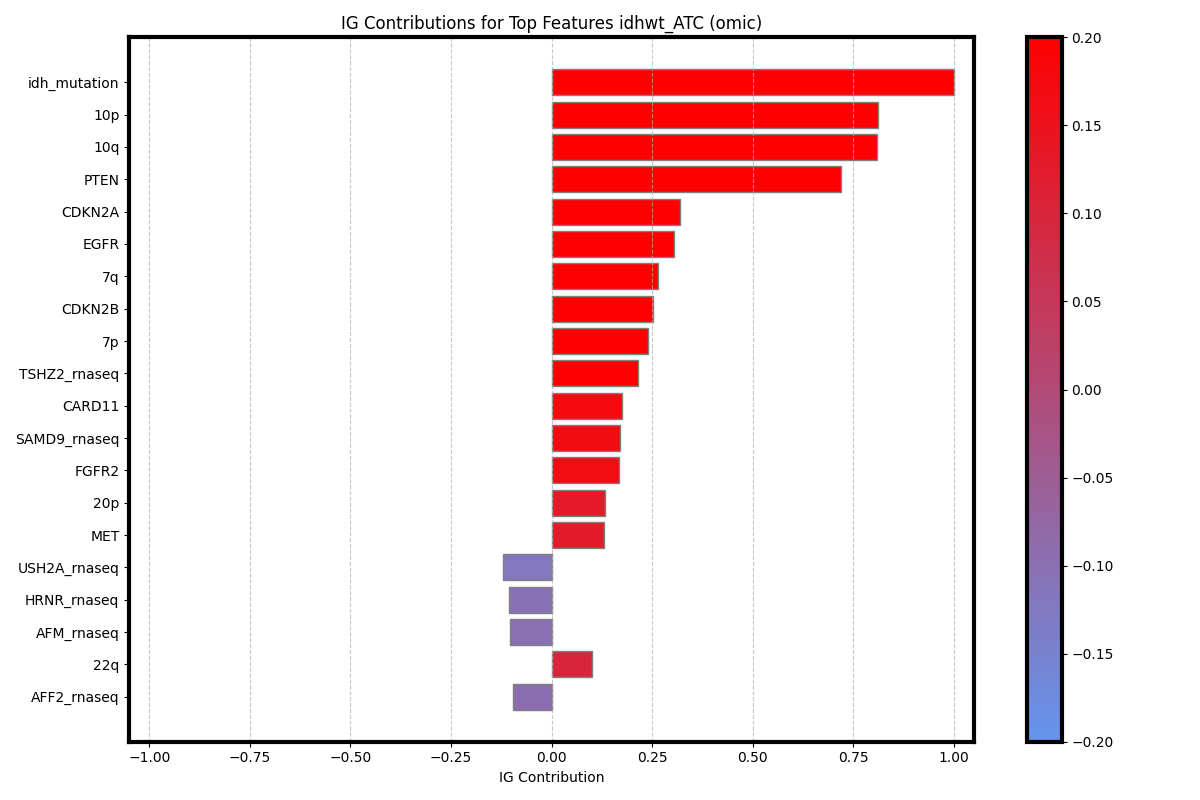 IG Contributions for Top Features idhwt_ATC (omic)
idh_mutation
10p
10q
PTEN
CDKN2A
EGFR
7q
CDKN2B
7p
TSHZ2_rnaseq
CARD11
SAMD9_rnaseq
FGFR2
20p
MET
USH2A_rnaseq
HRNR_rnaseq
AFM_rnaseq
22q
AFF2_rnaseq
−1.00 −0.75 −0.50 −0.25 0.00 0.25 0.50 0.75 1.00
IG Contribution
0.20
0.15
0.10
0.05
0.00
−0.05
−0.10
−0.15
−0.20